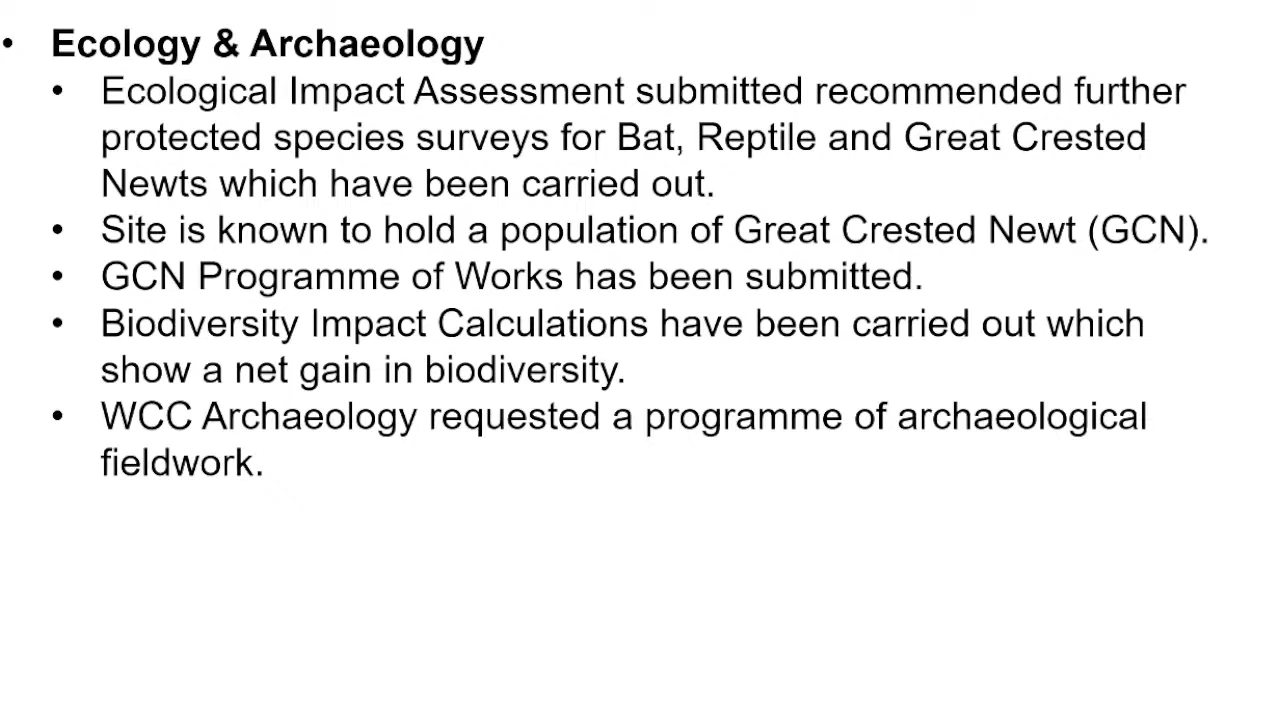 • Ecology & Archaeology
• Ecological Impact Assessment submitted recommended further
protected species surveys for Bat, Reptile and Great Crested
Newts which have been carried out.
• Site is known to hold a population of Great Crested Newt (GCN).
• GCN Programme of Works has been submitted.
• Biodiversity Impact Calculations have been carried out which
show a net gain in biodiversity.
• WCC Archaeology requested a programme of archaeological
fieldwork.